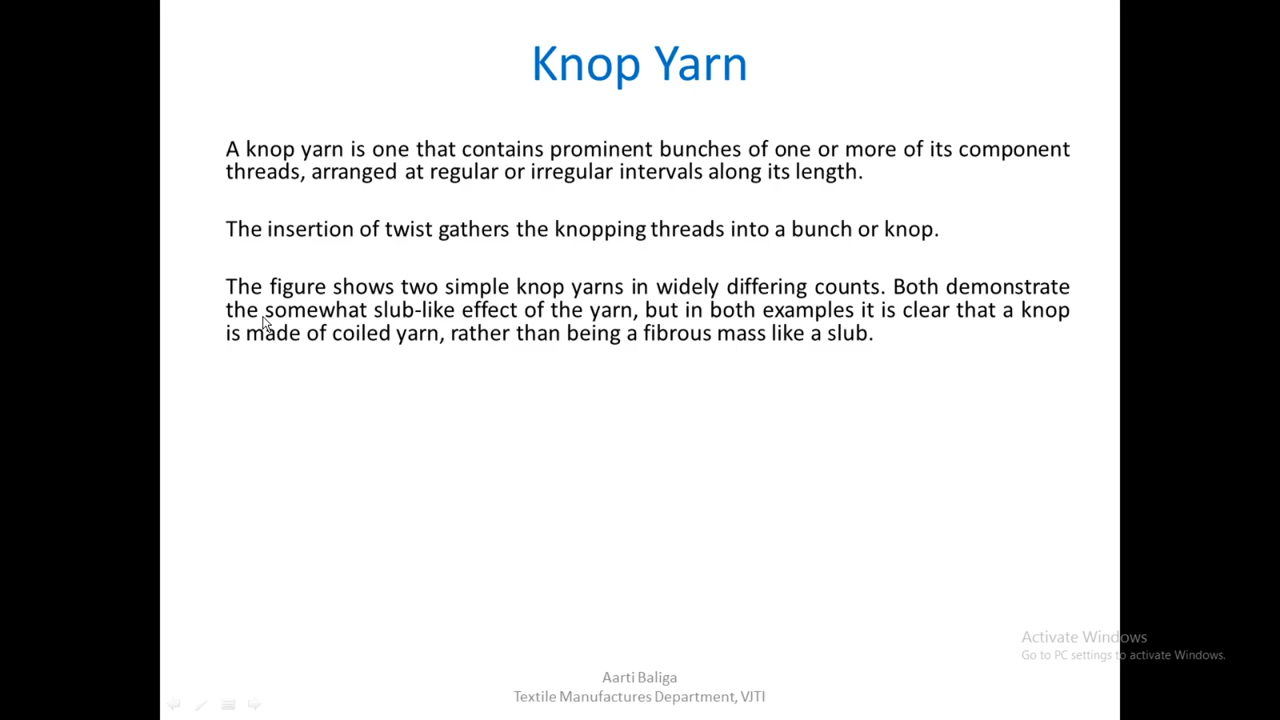 Knop Yarn
A knop yarn is one that contains prominent bunches of one or more of its component
threads, arranged at regular or irregular intervals along its length.
The insertion of twist gathers the knopping threads into a bunch or knop.
The figure shows two simple knop yarns in widely differing counts. Both demonstrate
the somewhat slub-like effect of the yarn, but in both examples it is clear that a knop
is made of coiled yarn, rather than being a fibrous mass like a slub.
Activate Windows
Go to PC settings to activate Windows.
Aarti Baliga
Textile Manufactures Department, VJTI